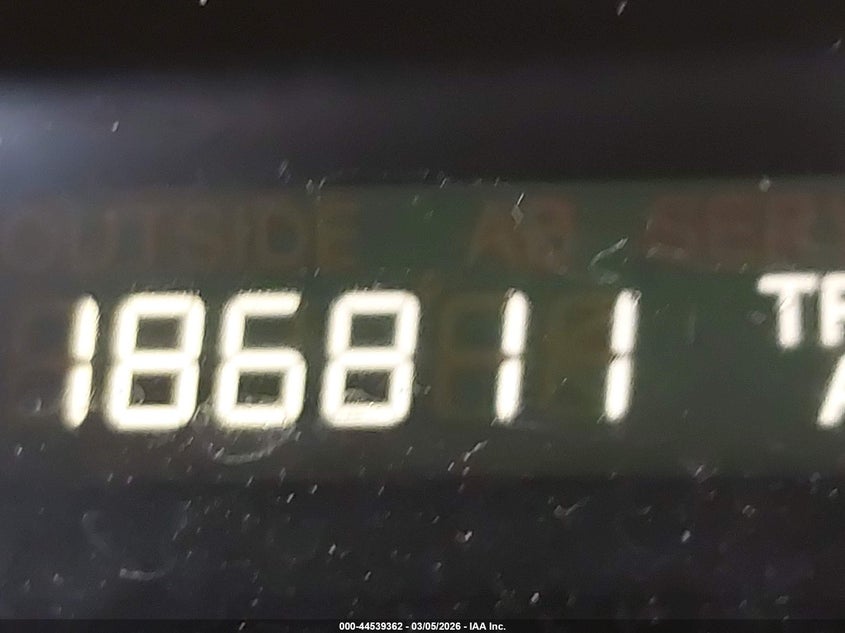 OUTSIDE AB SER
186811 TR
000-44539362 - 03/05/2026 - IAA Inc.